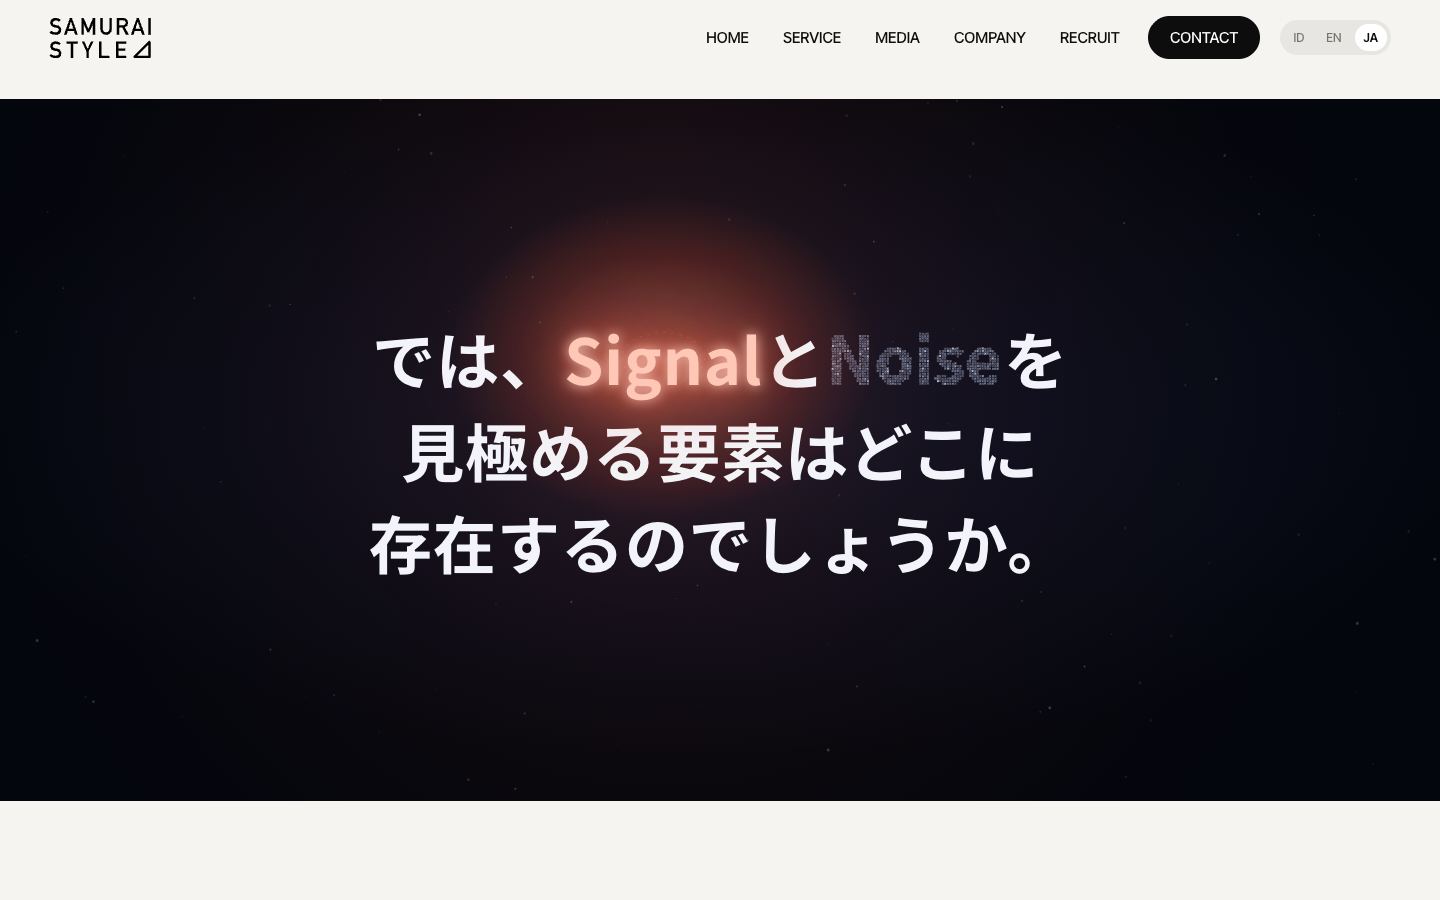 SAMURAI
STYLE
HOME SERVICE MEDIA COMPANY RECRUIT CONTACT ID EN JA
では、SignalとNoiseを
見極める要素はどこに
存在するのでしょうか。